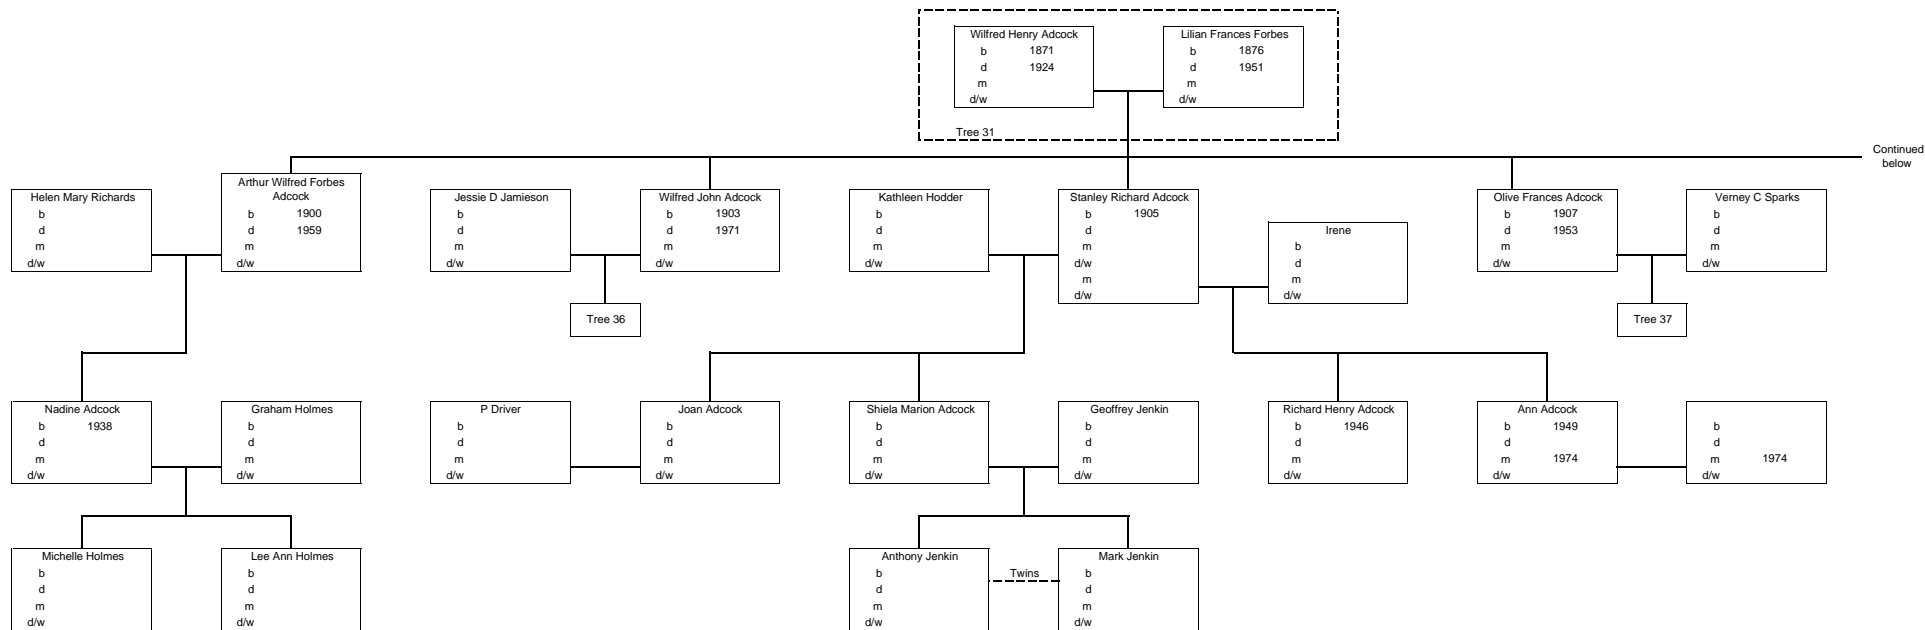 Wilfred Henry Adcock
b 1871
d 1924
m
d/w
Lilian Frances Forbes
b 1876
d 1951
m
d/w
Tree 31
Continued
below
Helen Mary Richards
b
d
m
d/w
Arthur Wilfred Forbes
Adcock
b 1900
d 1959
m
d/w
Jessie D Jamieson
b
d
m
d/w
Wilfred John Adcock
b 1903
d 1971
m
d/w
Kathleen Hodder
b
d
m
d/w
Stanley Richard Adcock
b 1905
d
m
d/w
m
d/w
Irene
b
d
m
d/w
Olive Frances Adcock
b 1907
d 1953
m
d/w
Verney C Sparks
b
d
m
d/w
Tree 36
Tree 37
Nadine Adcock
b 1938
d
m
d/w
Graham Holmes
b
d
m
d/w
P Driver
b
d
m
d/w
Joan Adcock
b
d
m
d/w
Shiela Marion Adcock
b
d
m
d/w
Geoffrey Jenkin
b
d
m
d/w
Richard Henry Adcock
b 1946
d
m
d/w
Ann Adcock
b 1949
d
m 1974
d/w
b
d
m 1974
d/w
Michelle Holmes
b
d
m
d/w
Lee Ann Holmes
b
d
m
d/w
Anthony Jenkin
b
d
m
d/w
Twins
Mark Jenkin
b
d
m
d/w